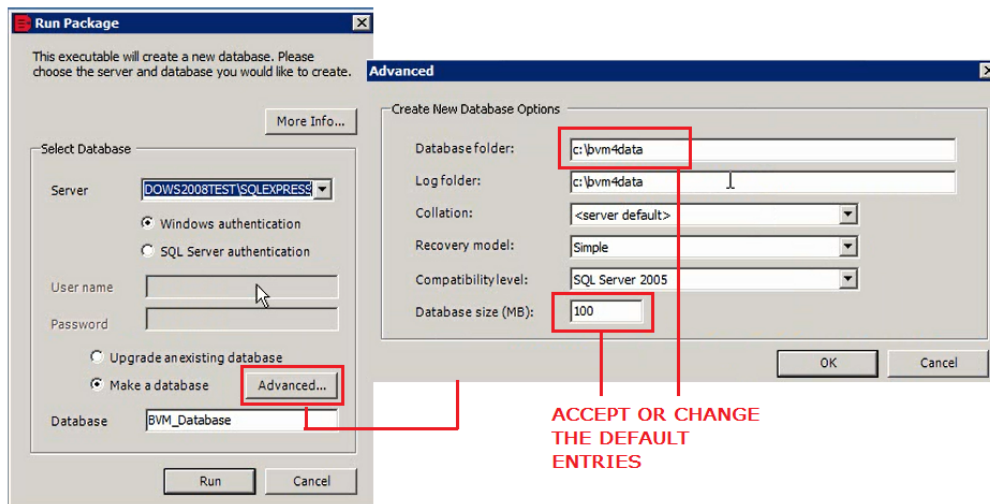 Run Package
This executable will create a new database. Please
choose the server and database you would like to create.
More Info...
Select Database
Server
DOWS2008TEST\SQLEXPRESS
Windows authentication
SQL Server authentication
User name
Password
Upgrade an existing database
Make a database
Advanced...
Database
BVM_Database
Run
Cancel
Advanced
Create New Database Options
Database folder:
c:\bvm4data
Log folder:
c:\bvm4data
Collation:
<server default>
Recovery model:
Simple
Compatibility level:
SQL Server 2005
Database size (MB):
100
OK
Cancel
ACCEPT OR CHANGE
THE DEFAULT
ENTRIES